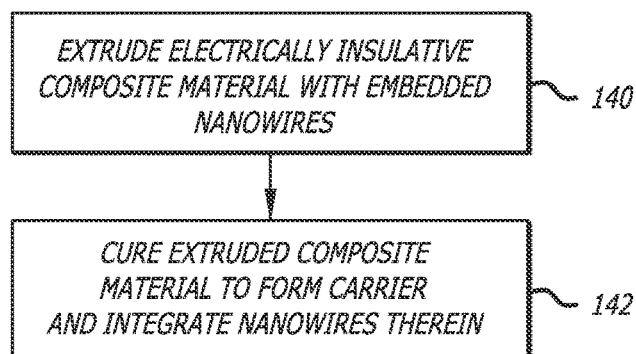 EXTRUDE ELECTRICALLY INSULATIVE
COMPOSITE MATERIAL WITH EMBEDDED
NANOWIRES
140
CURE EXTRUDED COMPOSITE
MATERIAL TO FORM CARRIER
AND INTEGRATE NANOWIRES THEREIN
142